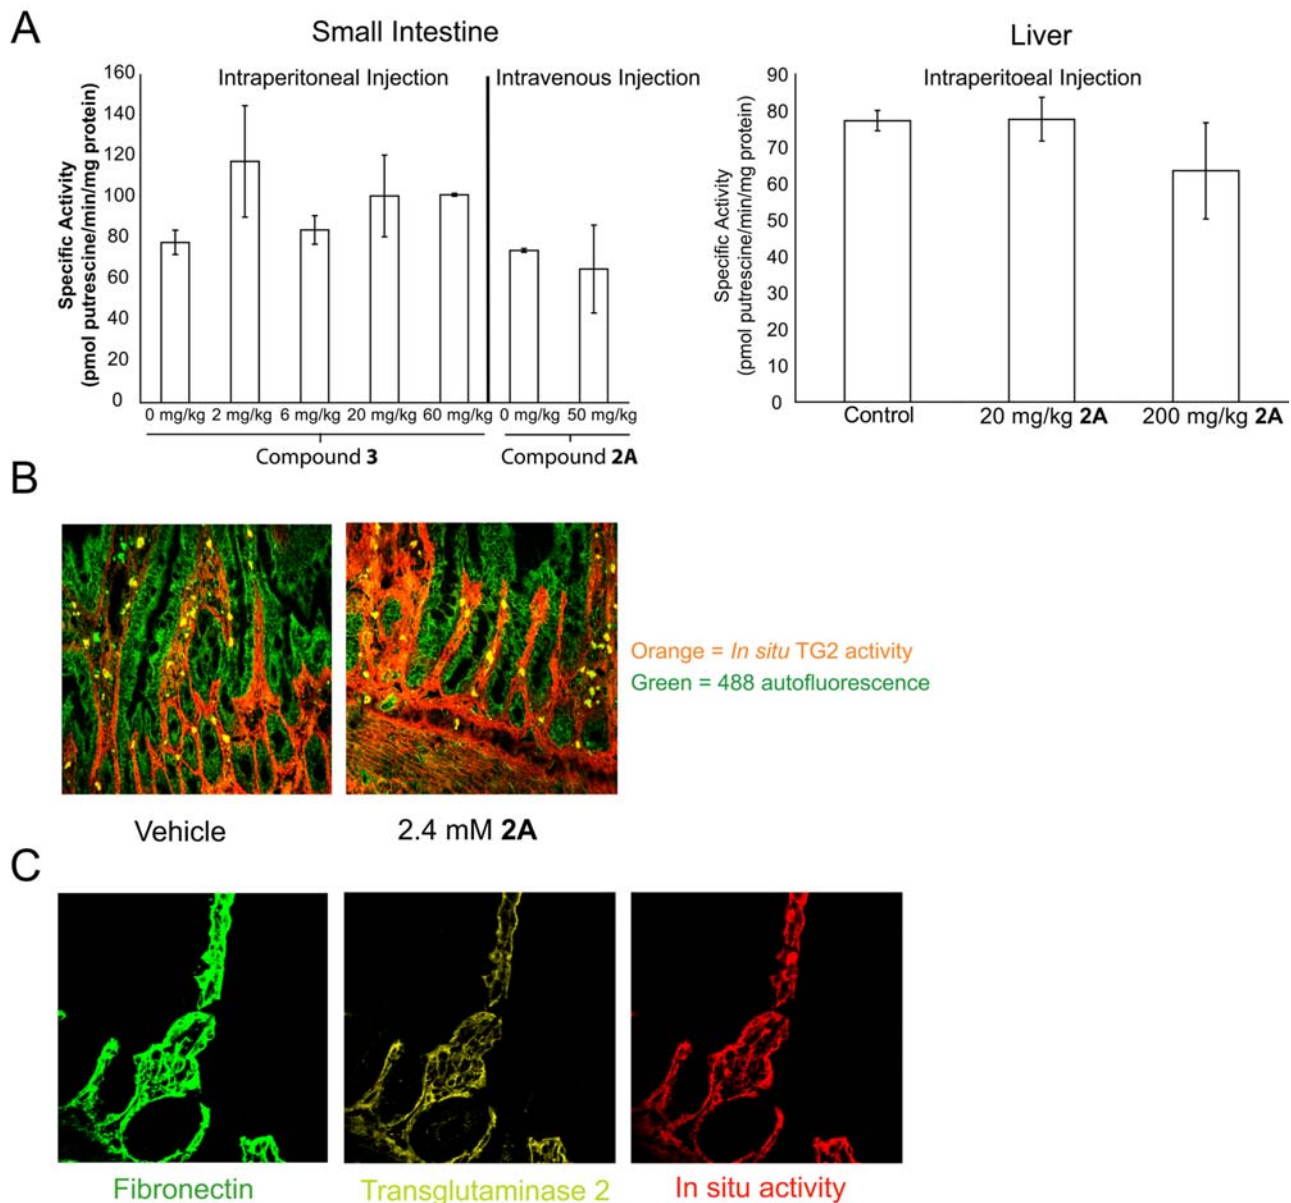 A
Small Intestine
Liver
Intraperitoneal Injection
Intravenous Injection
Specific Activity
(pmol putrescine/min/mg protein)
160
140
120
100
80
60
40
20
0
0 mg/kg 2 mg/kg 6 mg/kg 20 mg/kg 60 mg/kg 0 mg/kg 50 mg/kg
Compound 3
Compound 2A
Intraperitoeal Injection
Specific Activity
(pmol putrescine/min/mg protein)
90
80
70
60
50
40
30
20
10
0
Control 20 mg/kg 2A 200 mg/kg 2A
B
Orange = In situ TG2 activity
Green = 488 autofluorescence
Vehicle
2.4 mM 2A
C
Fibronectin
Transglutaminase 2
In situ activity